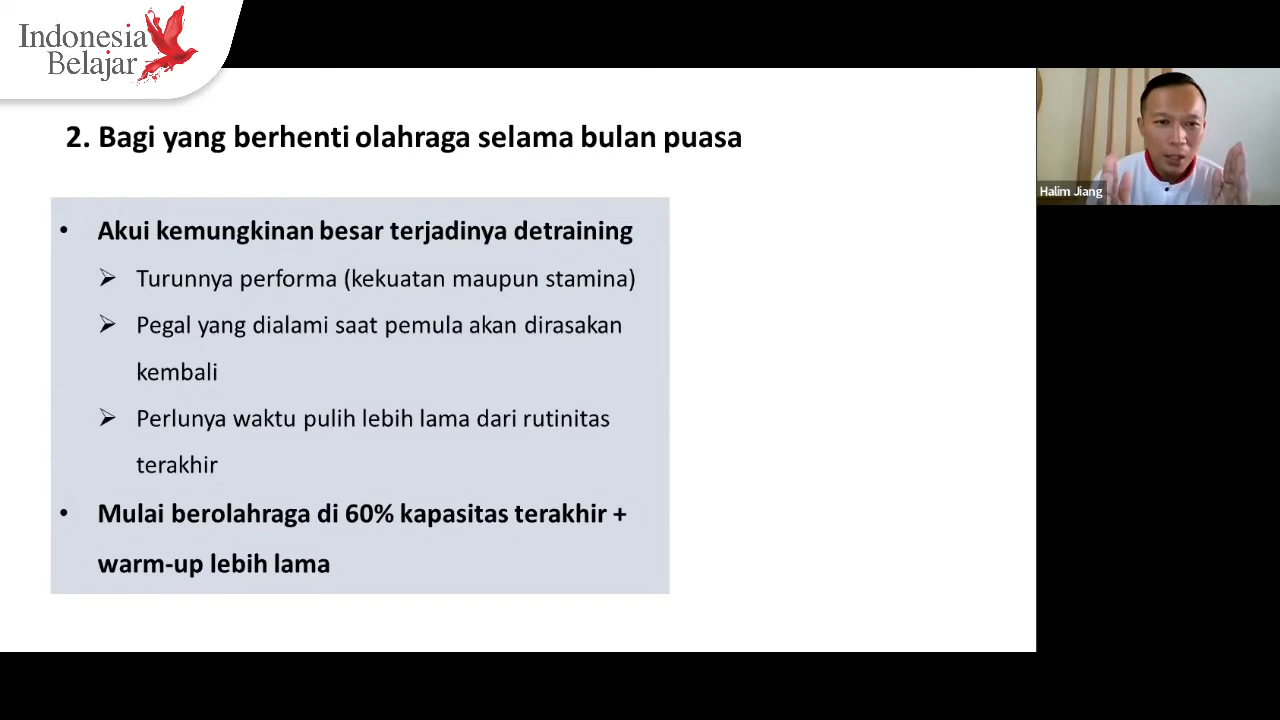 Indonesia
Belajar
2. Bagi yang berhenti olahraga selama bulan puasa
• Akui kemungkinan besar terjadinya detraining
➢ Turunnya performa (kekuatan maupun stamina)
➢ Pegal yang dialami saat pemula akan dirasakan
kembali
➢ Perlunya waktu pulih lebih lama dari rutinitas
terakhir
• Mulai berolahraga di 60% kapasitas terakhir +
warm-up lebih lama
Halim Jiang